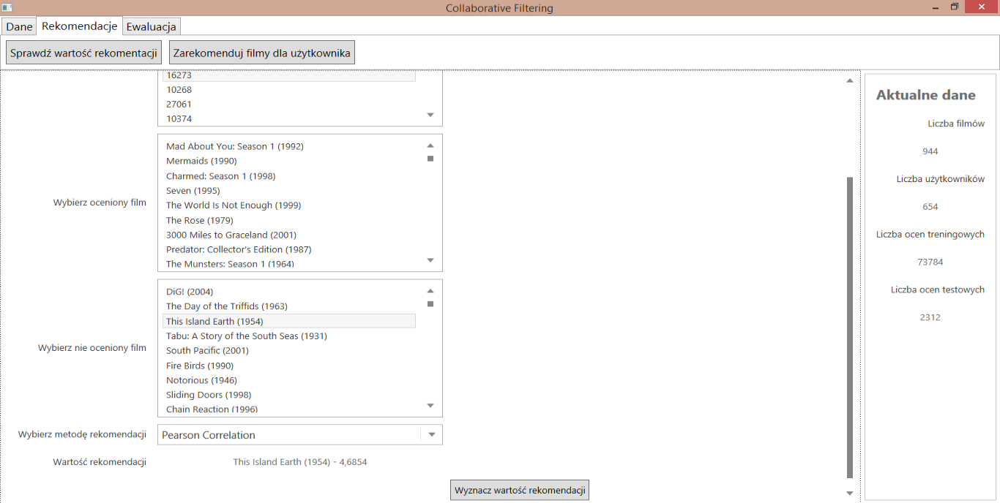 Collaborative Filtering
Dane Rekomendacje Ewaluacja
Sprawdź wartość rekomentacji Zarekomenduj filmy dla użytkownika
16273
10268
27061
10374
Wybierz oceniony film
Mad About You: Season 1 (1992)
Mermaids (1990)
Charmed: Season 1 (1998)
Seven (1995)
The World Is Not Enough (1999)
The Rose (1979)
3000 Miles to Graceland (2001)
Predator: Collector's Edition (1987)
The Munsters: Season 1 (1964)
Wybierz nie oceniony film
DiG! (2004)
The Day of the Triffids (1963)
This Island Earth (1954)
Tabu: A Story of the South Seas (1931)
South Pacific (2001)
Fire Birds (1990)
Notorious (1946)
Sliding Doors (1998)
Chain Reaction (1996)
Wybierz metodę rekomendacji Pearson Correlation
Wartość rekomendacji This Island Earth (1954) - 4,6854
Wyznacz wartość rekomendacji
Aktualne dane
Liczba filmów
944
Liczba użytkowników
654
Liczba ocen treningowych
73784
Liczba ocen testowych
2312